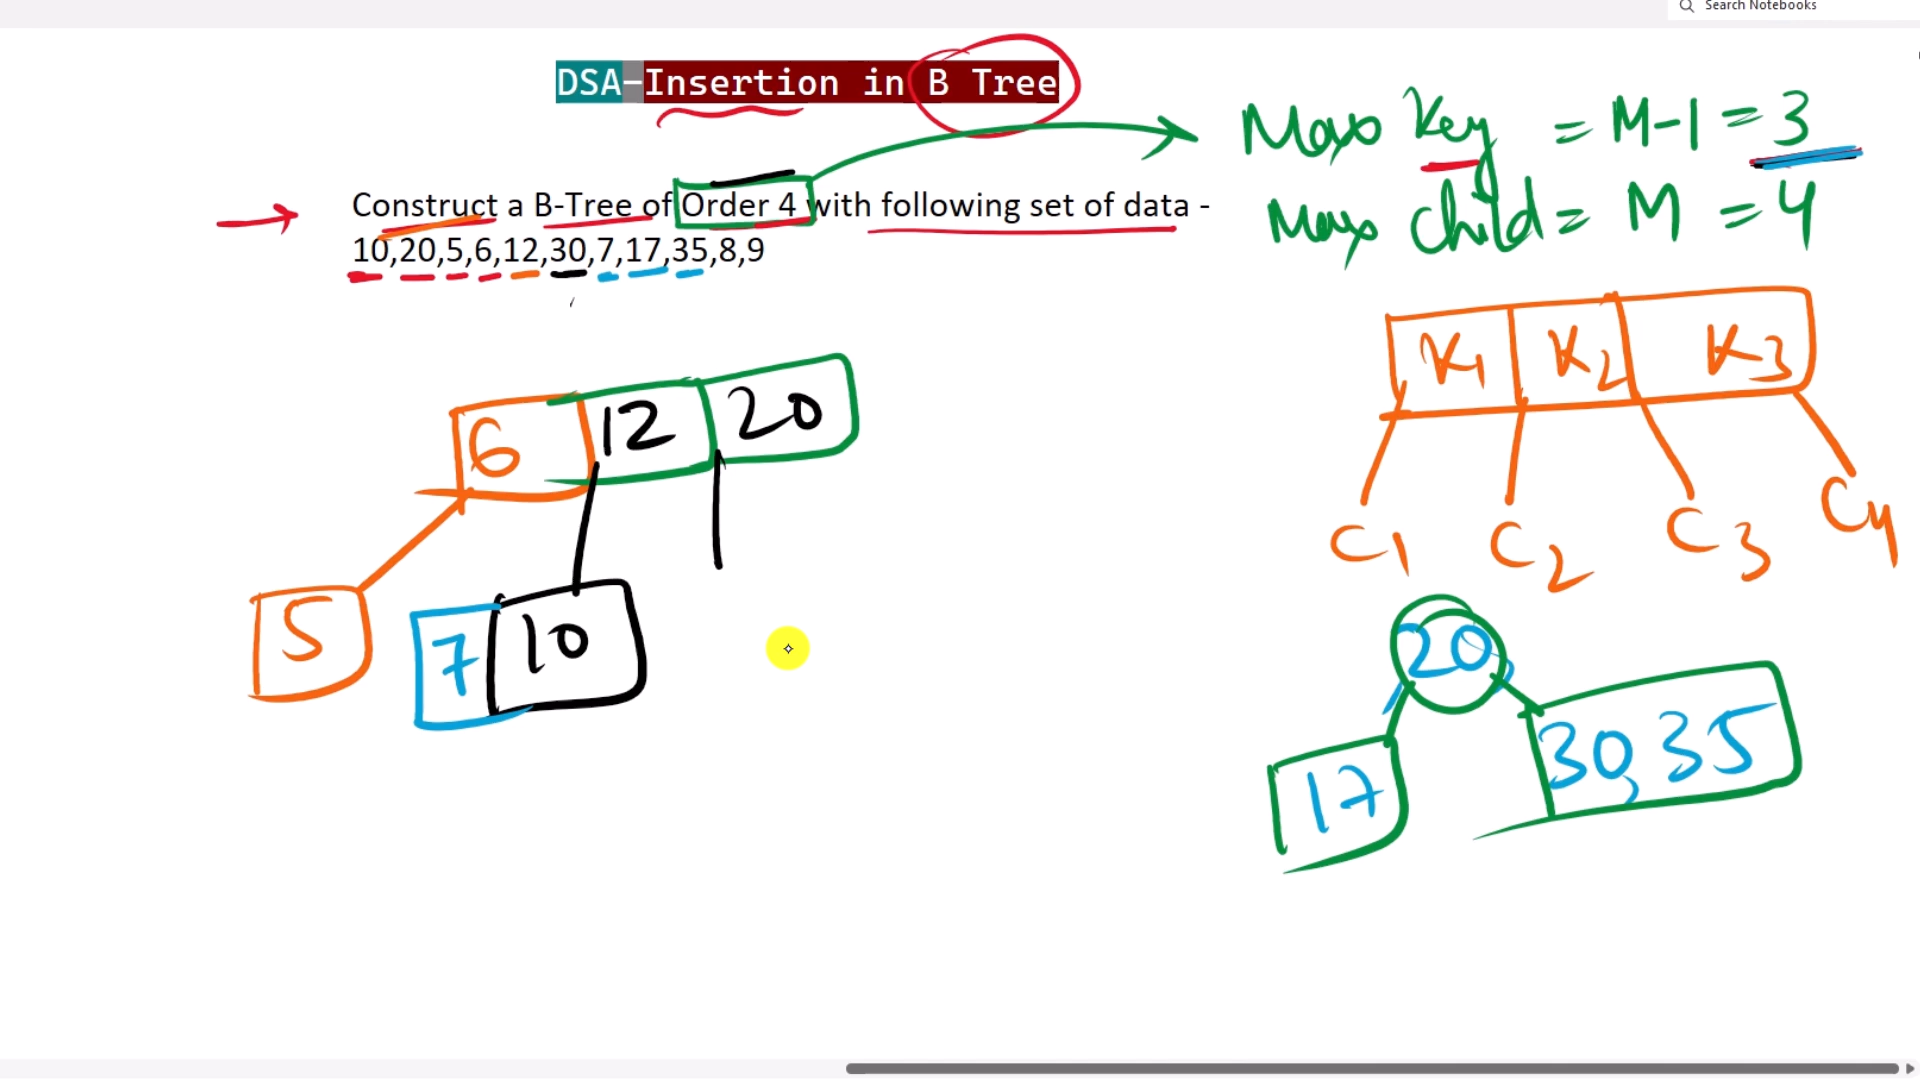 Search Notebooks
DSA-Insertion in B Tree
Max Key = M-1 = 3
Construct a B-Tree of Order 4 with following set of data -
Max Child = M = 4
10,20,5,6,12,30,7,17,35,8,9
K1 K2 K3
6 12 20
C1 C2 C3 C4
5 7 10
20
17 30,35